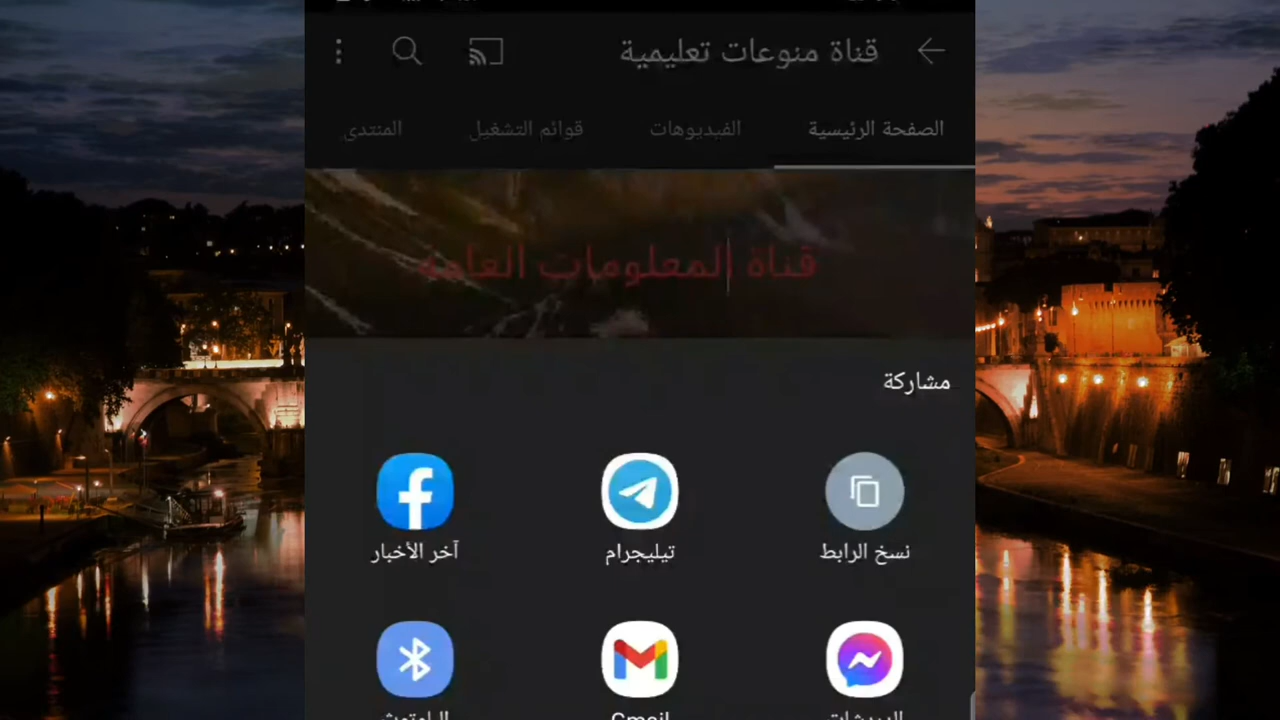 قناة منوعات تعليمية
الصفحة الرئيسية الفيديوهات قوائم التشغيل المنتدى
قناة المعلومات العامة
مشاركة
نسخ الرابط تيليجرام آخر الأخبار
Gmail